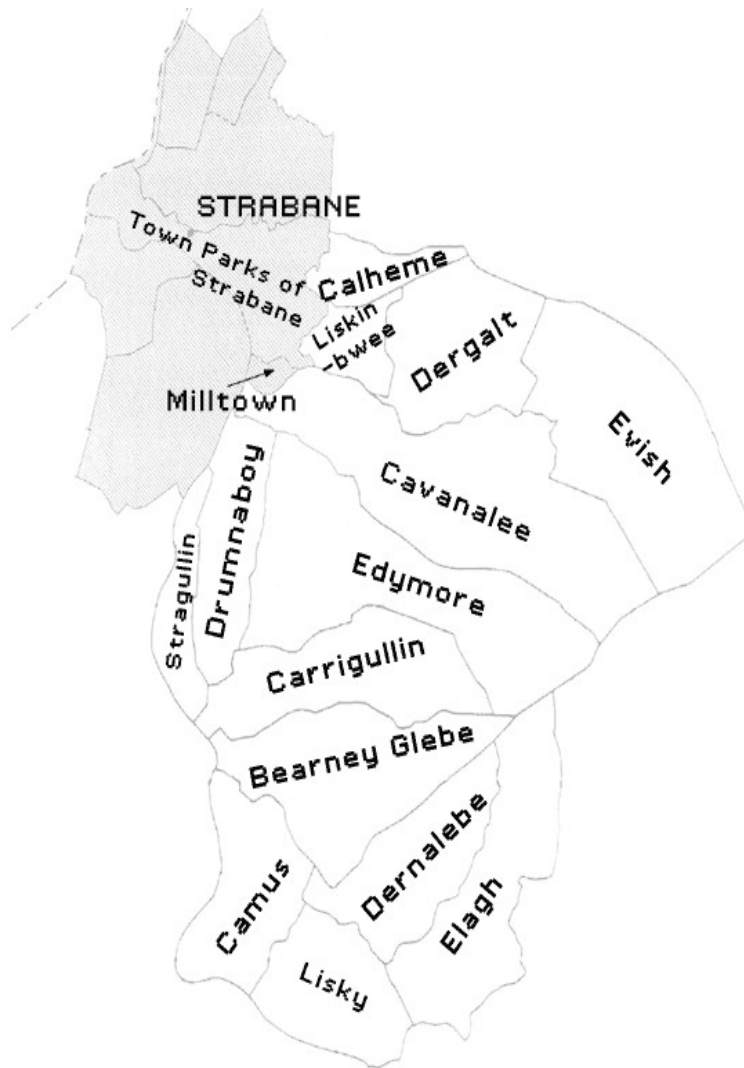 STRABANE
Town Parks of
Strabane
Calheme
Liskin
-bwee
Dergalt
Milltown
Evish
Cavanalee
Drumnaboy
Stragullin
Edymore
Carrigullin
Bearney Glebe
Dernalebe
Camus
Elagh
Lisky